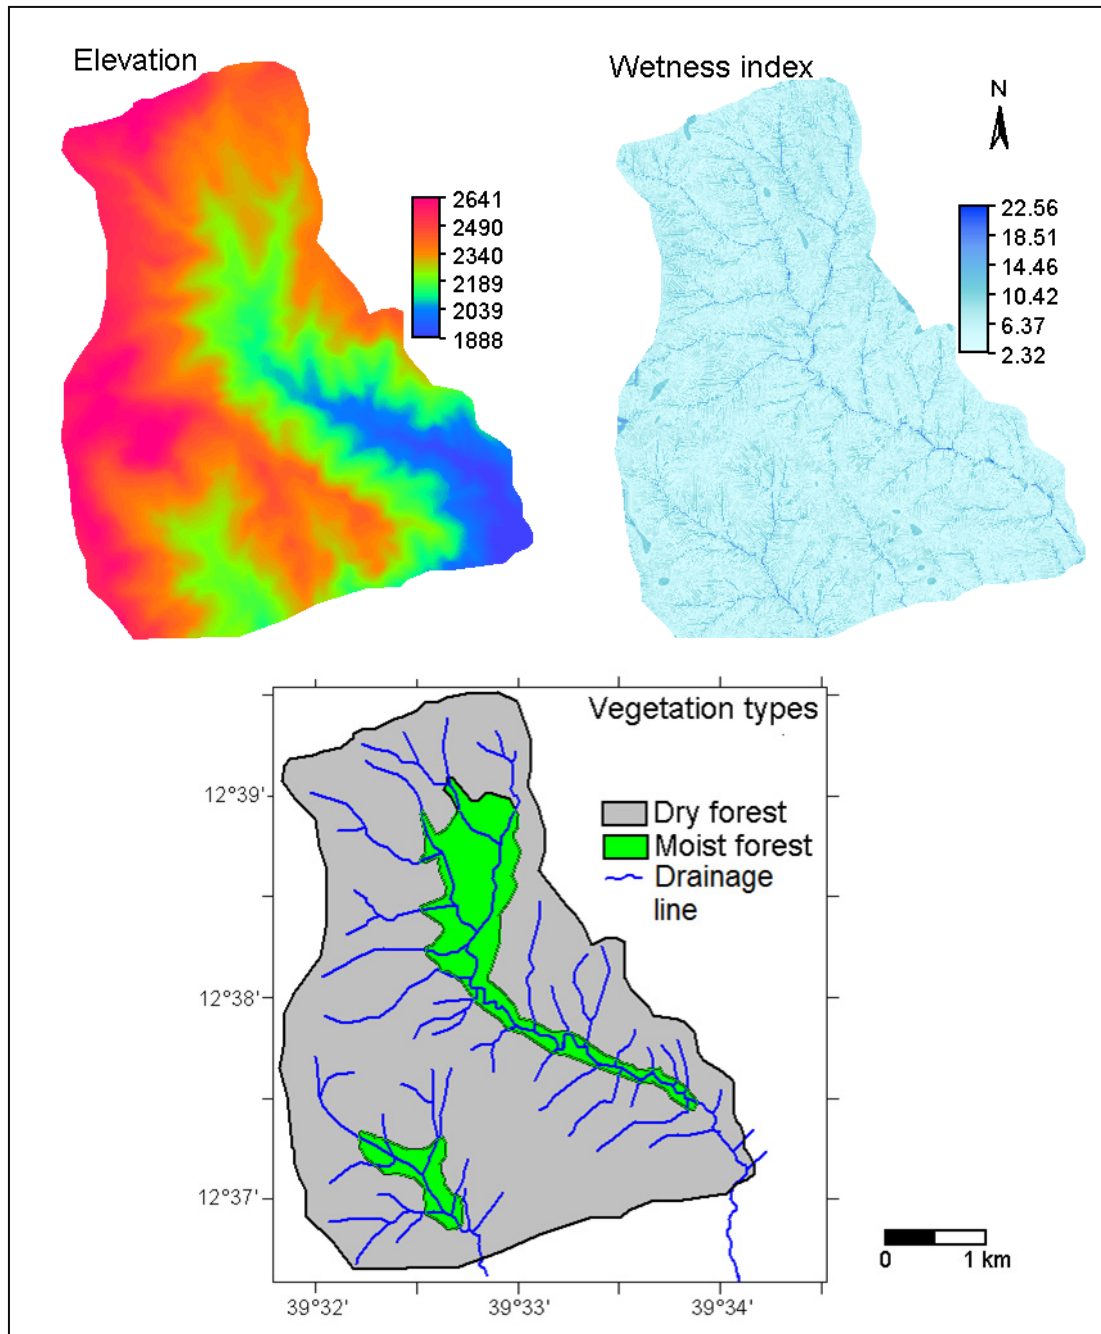 Elevation
Wetness index
N
2641
2490
2340
2189
2039
1888
22.56
18.51
14.46
10.42
6.37
2.32
Vegetation types
12°39'
Dry forest
Moist forest
Drainage
line
12°38'
12°37'
0 1 km
39°32' 39°33' 39°34'